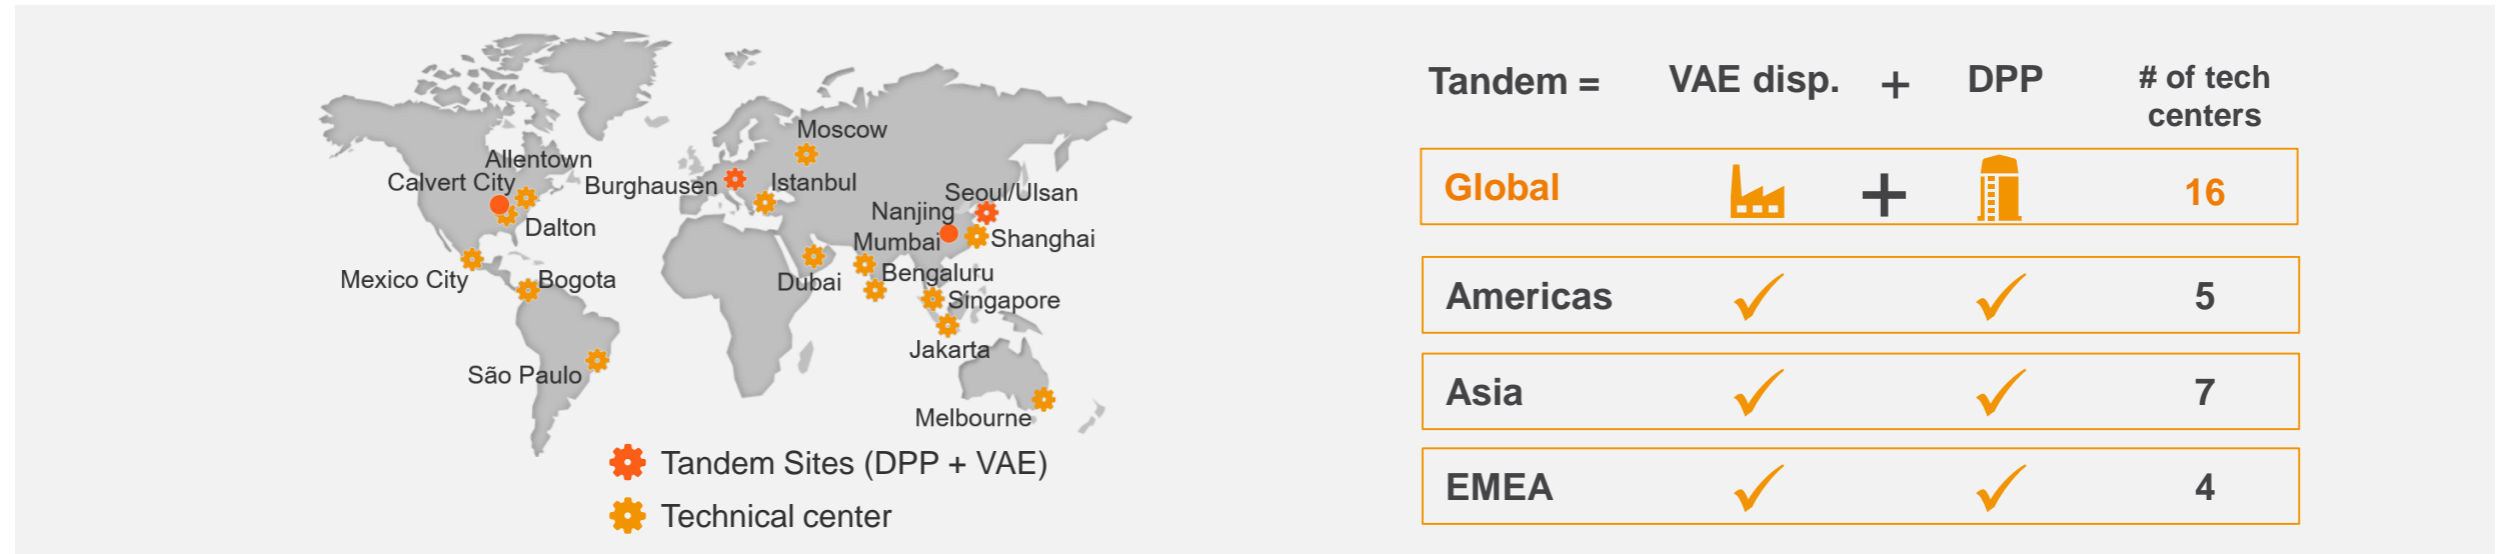 Moscow
Allentown
Calvert City
Burghausen
Istanbul
Seoul/Ulsan
Nanjing
Dalton
Mumbai
Shanghai
Mexico City
Bogota
Dubai
Bengaluru
Singapore
Jakarta
São Paulo
Melbourne
Tandem Sites (DPP + VAE)
Technical center
Tandem = VAE disp. + DPP # of tech
centers
Global + 16
Americas 5
Asia 7
EMEA 4